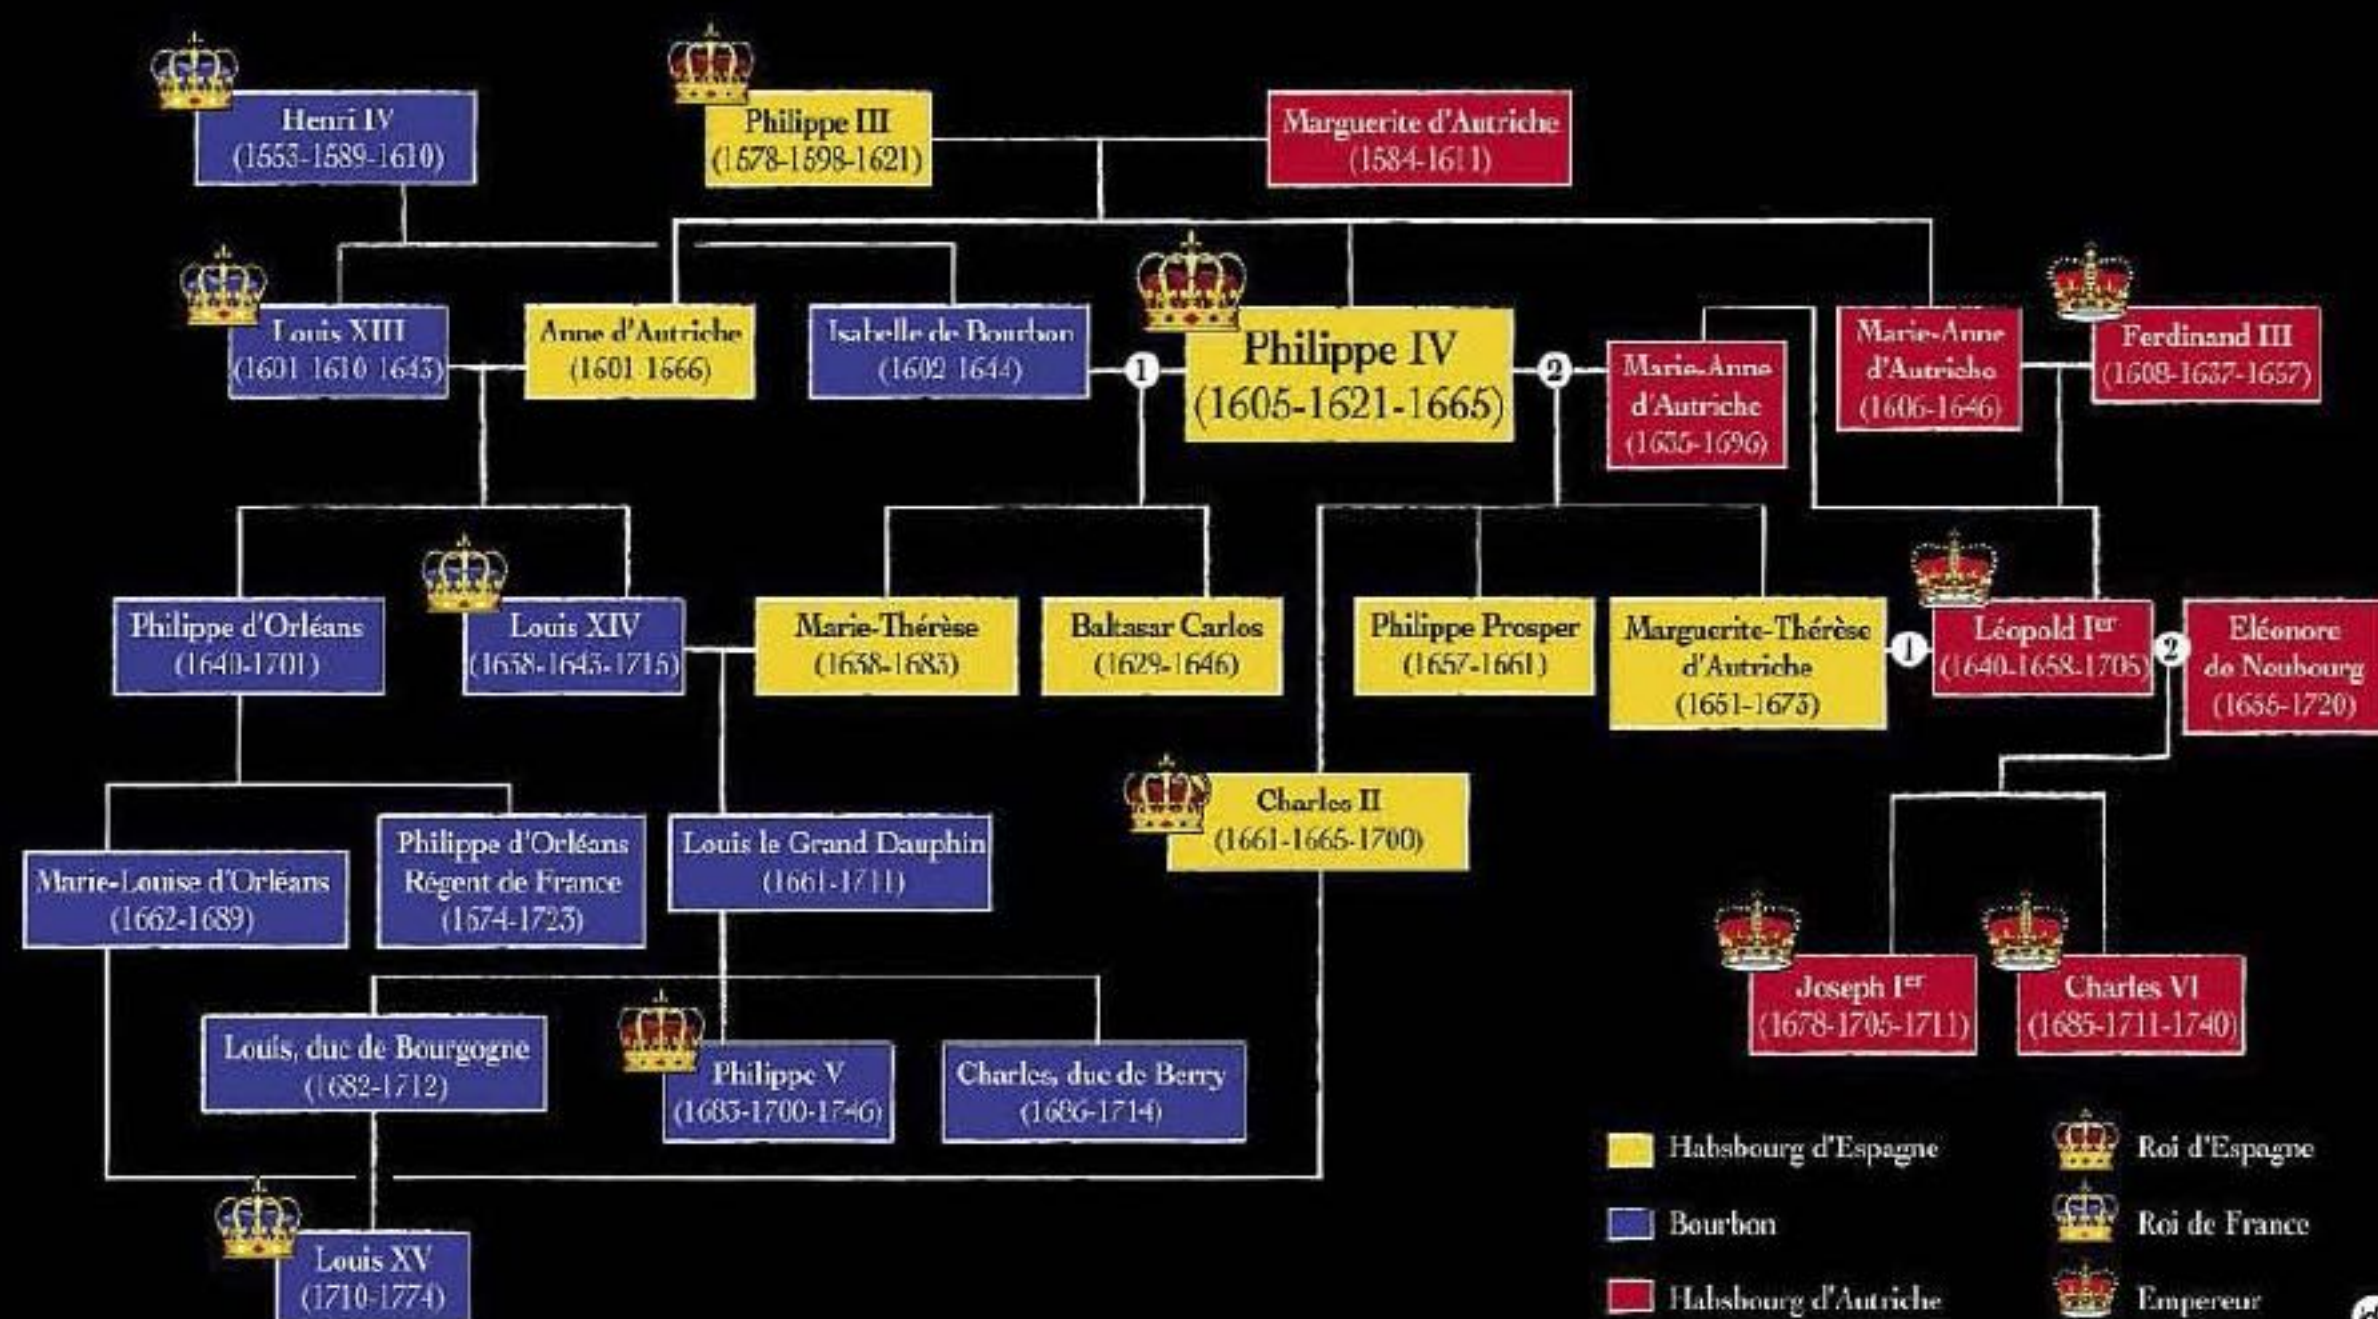 Henri IV
(1553-1589-1610)
Philippe III
(1578-1598-1621)
Marguerite d'Autriche
(1584-1611)
Louis XIII
(1601-1610-1643)
Anne d'Autriche
(1601-1666)
Isabelle de Bourbon
(1602-1644)
1
Philippe IV
(1605-1621-1665)
2
Marie-Anne
d'Autriche
(1635-1696)
Marie-Anne
d'Autriche
(1606-1646)
Ferdinand III
(1608-1637-1657)
Philippe d'Orléans
(1640-1701)
Louis XIV
(1638-1643-1715)
Marie-Thérèse
(1638-1683)
Baltasar Carlos
(1629-1646)
Philippe Prosper
(1657-1661)
Marguerite-Thérèse
d'Autriche
(1651-1673)
1
Léopold Ier
(1640-1658-1705)
2
Eléonore
de Neubourg
(1655-1720)
Marie-Louise d'Orléans
(1662-1689)
Philippe d'Orléans
Régent de France
(1674-1723)
Louis le Grand Dauphin
(1661-1711)
Charles II
(1661-1665-1700)
Joseph Ier
(1678-1705-1711)
Charles VI
(1685-1711-1740)
Louis, duc de Bourgogne
(1682-1712)
Philippe V
(1683-1700-1746)
Charles, duc de Berry
(1686-1714)
Louis XV
(1710-1774)
Habsbourg d'Espagne
Bourbon
Habsbourg d'Autriche
Roi d'Espagne
Roi de France
Empereur